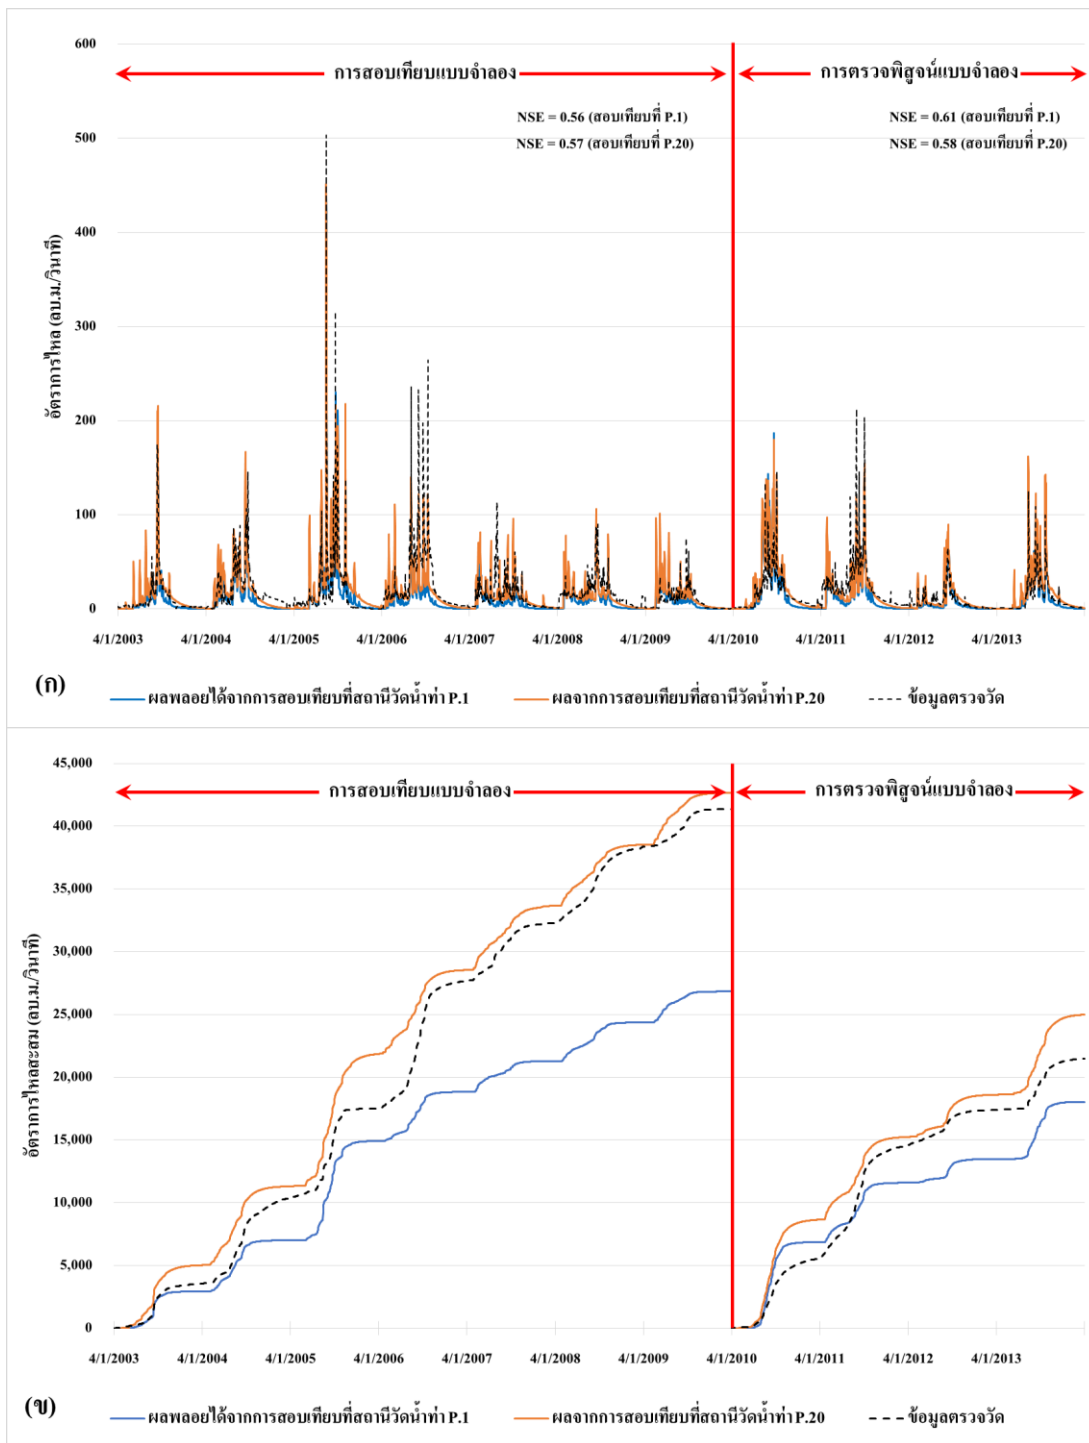 600
500
400
300
200
100
0
อัตราการไหล (ลบ.ม./วินาที)
การสอบเทียบแบบจำลอง
การตรวจพิสูจน์แบบจำลอง
NSE = 0.56 (สอบเทียบที่ P.1)
NSE = 0.57 (สอบเทียบที่ P.20)
NSE = 0.61 (สอบเทียบที่ P.1)
NSE = 0.58 (สอบเทียบที่ P.20)
4/1/2003 4/1/2004 4/1/2005 4/1/2006 4/1/2007 4/1/2008 4/1/2009 4/1/2010 4/1/2011 4/1/2012 4/1/2013
(ก)
ผลพลอยได้จากการสอบเทียบที่สถานีวัดน้ำท่า P.1 ผลจากการสอบเทียบที่สถานีวัดน้ำท่า P.20 ข้อมูลตรวจวัด
45,000
40,000
35,000
30,000
25,000
20,000
15,000
10,000
5,000
0
อัตราการไหลสะสม (ลบ.ม./วินาที)
การสอบเทียบแบบจำลอง
การตรวจพิสูจน์แบบจำลอง
4/1/2003 4/1/2004 4/1/2005 4/1/2006 4/1/2007 4/1/2008 4/1/2009 4/1/2010 4/1/2011 4/1/2012 4/1/2013
(ข)
ผลพลอยได้จากการสอบเทียบที่สถานีวัดน้ำท่า P.1 ผลจากการสอบเทียบที่สถานีวัดน้ำท่า P.20 ข้อมูลตรวจวัด